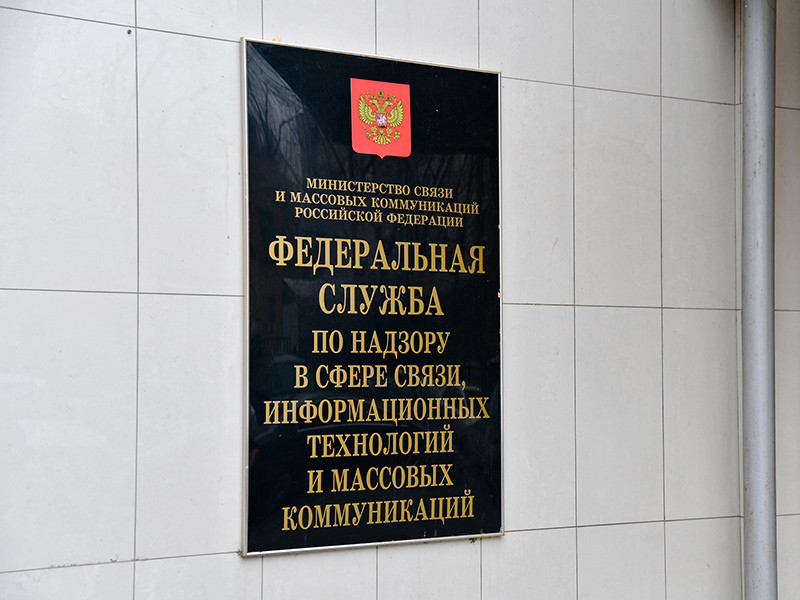 МИНИСТЕРСТВО СВЯЗИ
И МАССОВЫХ КОММУНИКАЦИЙ
РОССИЙСКОЙ ФЕДЕРАЦИИ
ФЕДЕРАЛЬНАЯ
СЛУЖБА
ПО НАДЗОРУ
В СФЕРЕ СВЯЗИ,
ИНФОРМАЦИОННЫХ
ТЕХНОЛОГИЙ
И МАССОВЫХ
КОММУНИКАЦИЙ